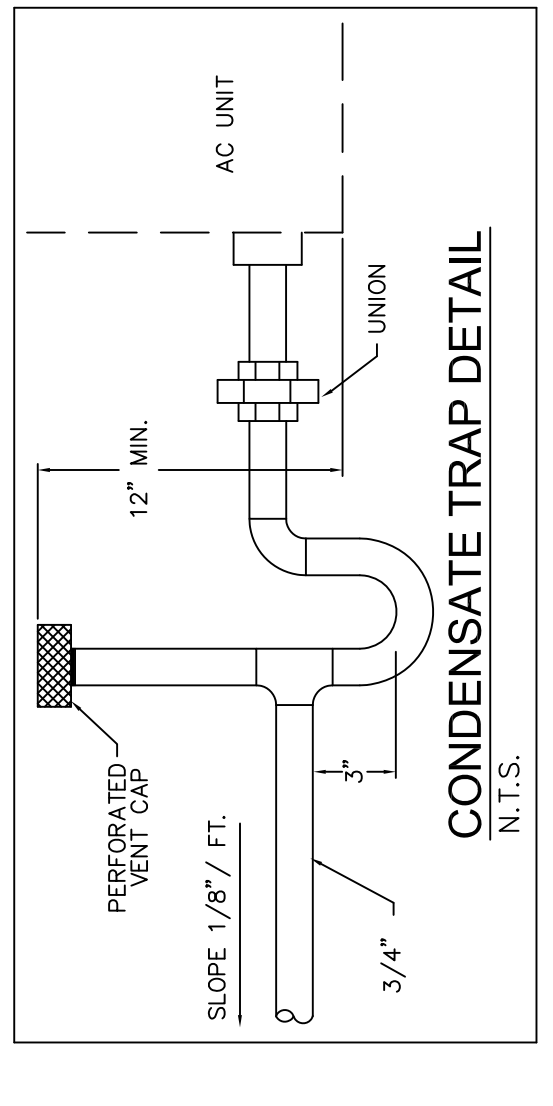 AC UNIT
UNION
12" MIN.
PERFORATED
VENT CAP
SLOPE 1/8"/ FT.
3"
3/4"
CONDENSATE TRAP DETAIL
N.T.S.